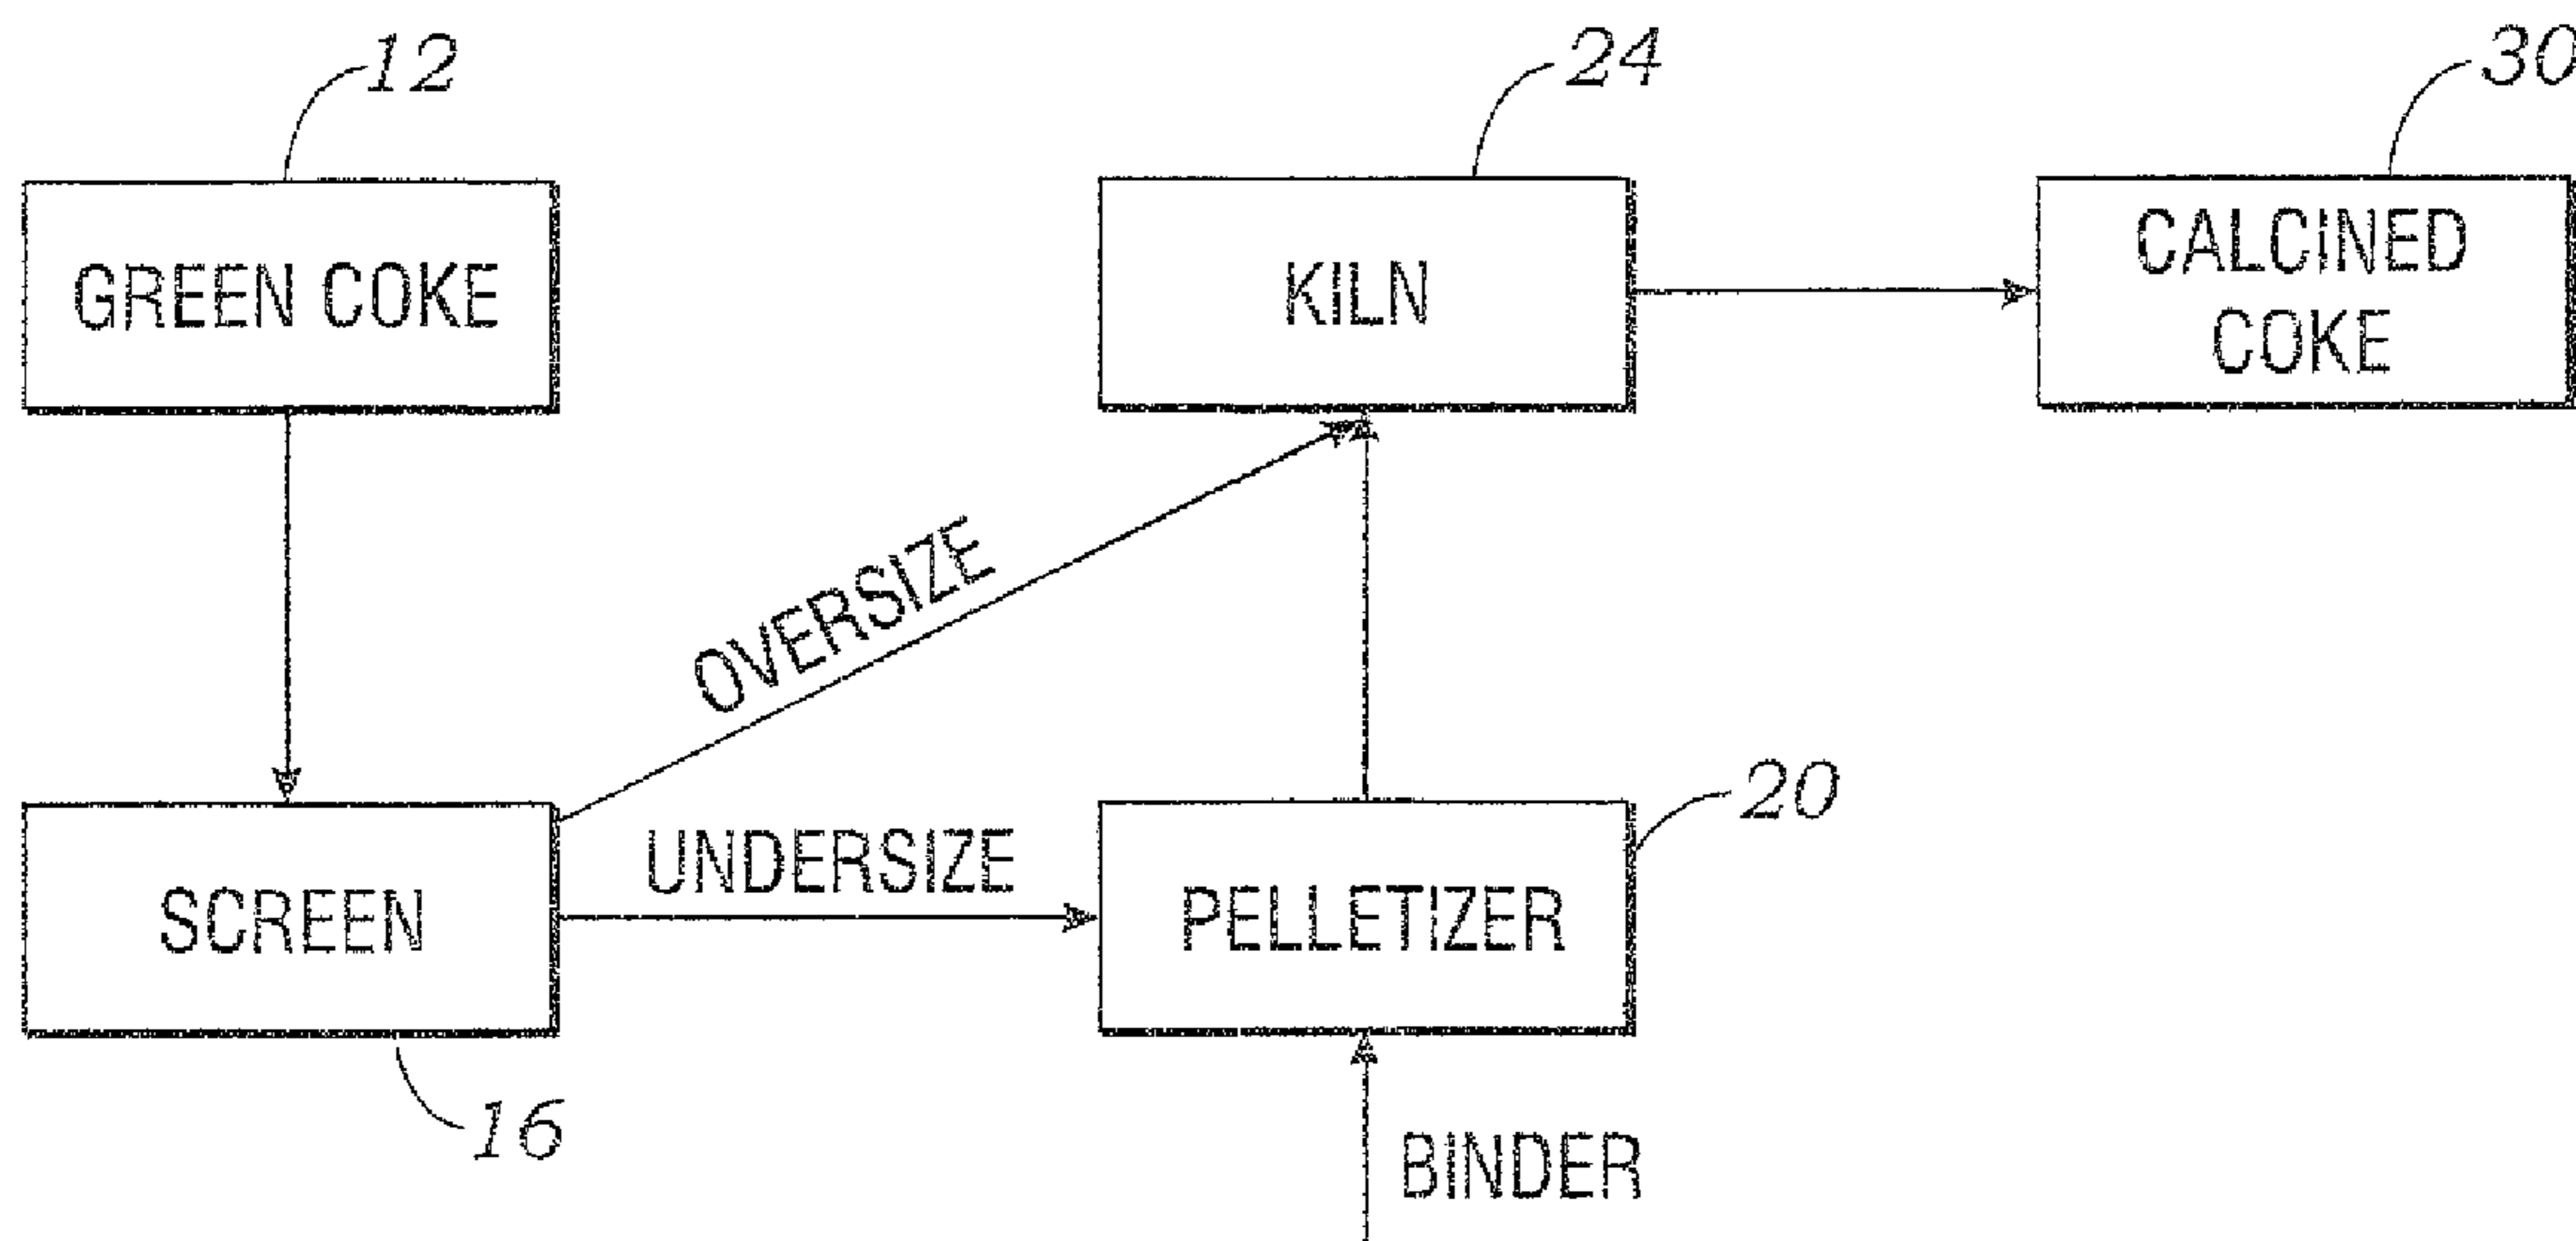 12
24
30
GREEN COKE
KILN
CALCINED
COKE
OVERSIZE
UNDERSIZE
20
SCREEN
PELLETIZER
16
BINDER